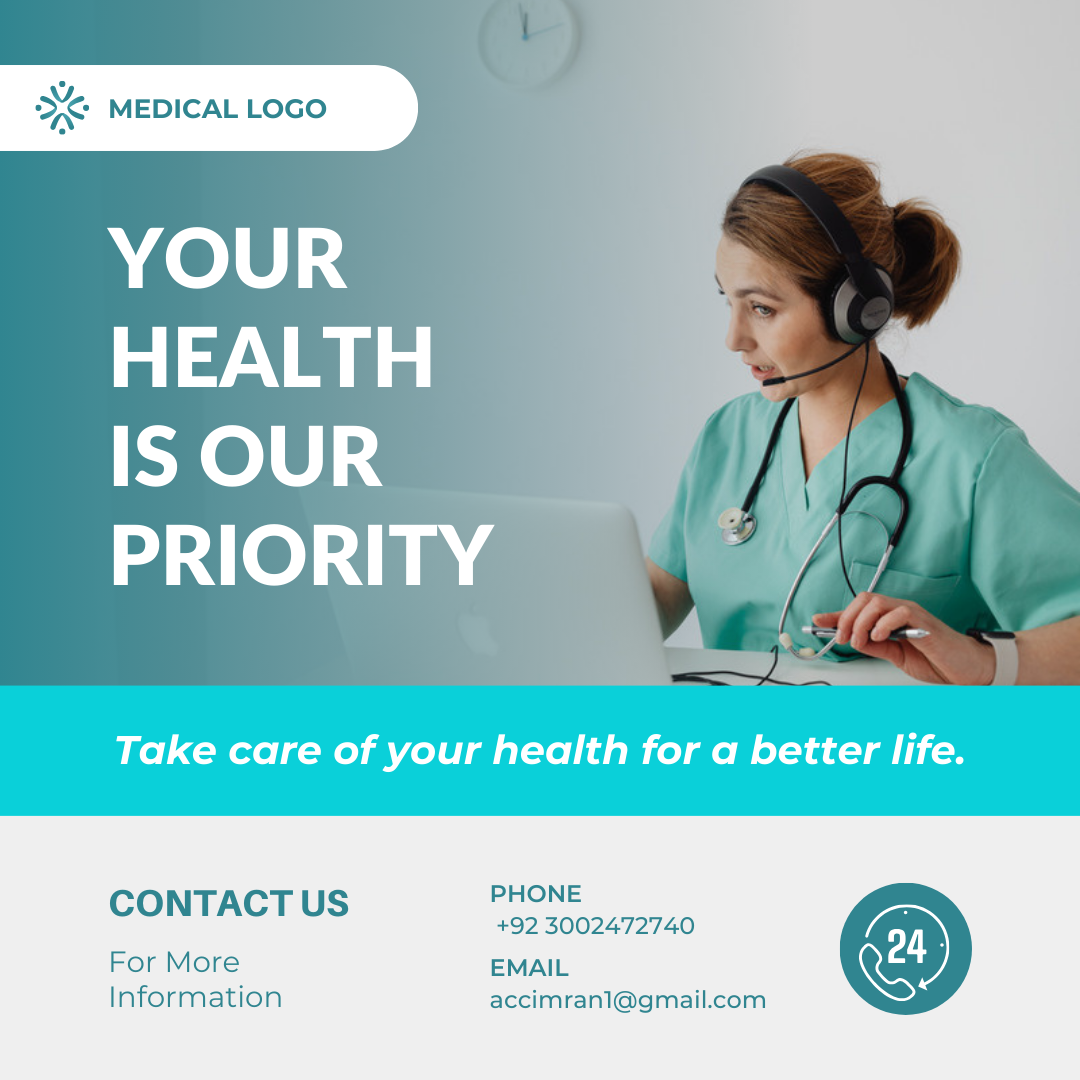 MEDICAL LOGO
YOUR
HEALTH
IS OUR
PRIORITY
Take care of your health for a better life.
CONTACT US
For More
Information
PHONE
+92 3002472740
EMAIL
accimran1@gmail.com
24